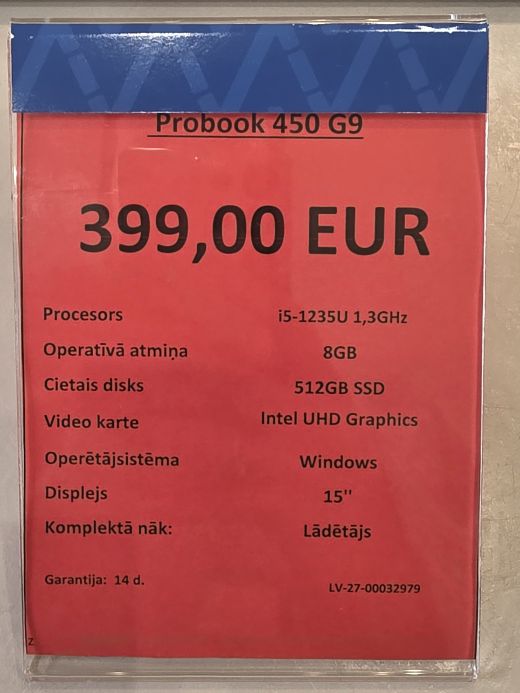 Probook 450 G9
399,00 EUR
Procesors i5-1235U 1,3GHz
Operatīvā atmiņa 8GB
Cietais disks 512GB SSD
Video karte Intel UHD Graphics
Operētājsistēma Windows
Displejs 15''
Komplektā nāk: Lādētājs
Garantija: 14 d. LV-27-00032979
Z